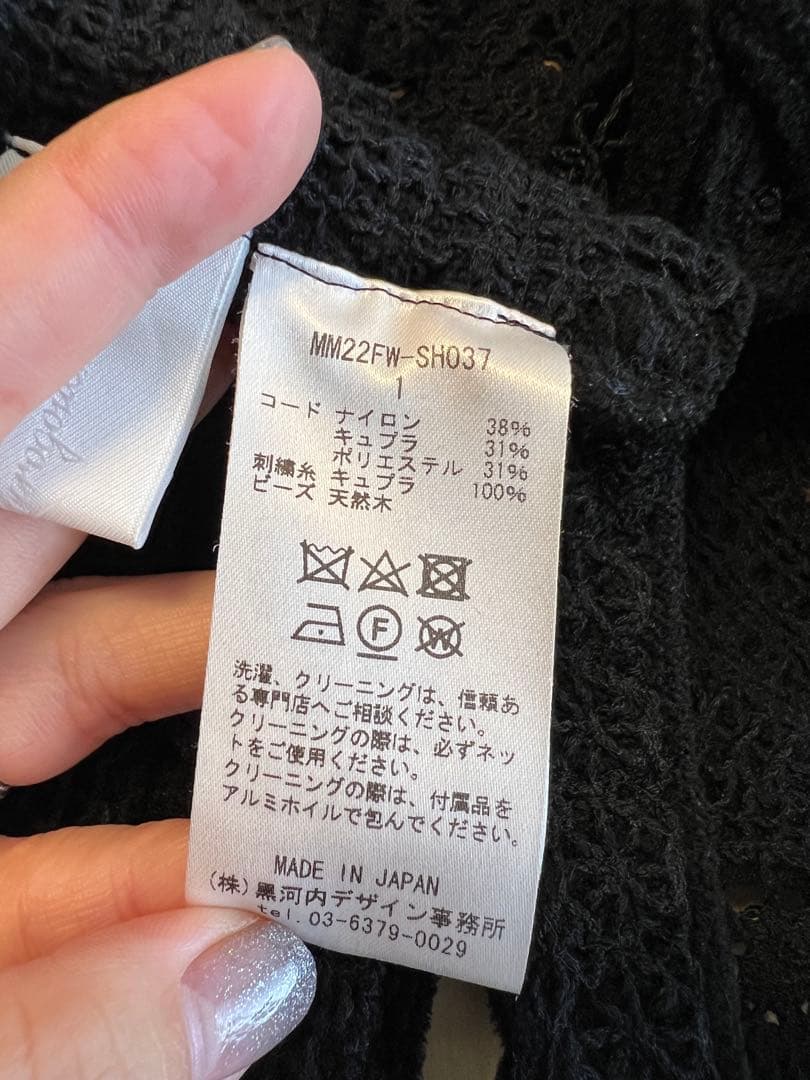 MM22FW-SH037
1
コード ナイロン 38%
キュプラ 31%
ポリエステル 31%
刺繍糸 キュプラ 100%
ビーズ 天然木
F
W
洗濯、クリーニングは、信頼あ
る専門店へご相談ください。
クリーニングの際は、必ずネッ
トをご使用ください。
クリーニングの際は、付属品を
アルミホイルで包んでください。
MADE IN JAPAN
(株)黒河内デザイン事務所
tel. 03-6379-0029